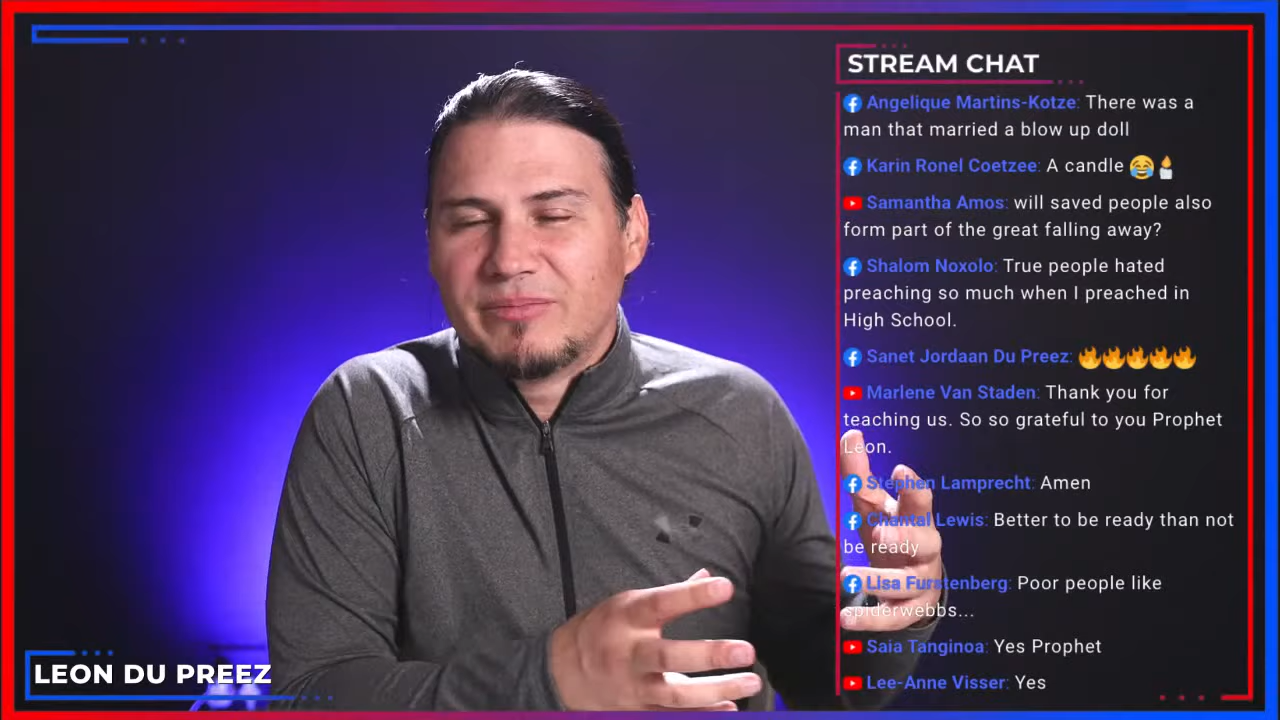 STREAM CHAT
Angelique Martins-Kotze: There was a
man that married a blow up doll
Karin Ronel Coetzee: A candle 😂🕯️
Samantha Amos: will saved people also
form part of the great falling away?
Shalom Noxolo: True people hated
preaching so much when I preached in
High School.
Sanet Jordaan Du Preez: 🔥🔥🔥🔥🔥
Marlene Van Staden: Thank you for
teaching us. So so grateful to you Prophet
Leon.
Stephen Lamprecht: Amen
Chantal Lewis: Better to be ready than not
be ready
Lisa Furstenberg: Poor people like
spiderwebbs...
Saia Tanginoa: Yes Prophet
Lee-Anne Visser: Yes
LEON DU PREEZ